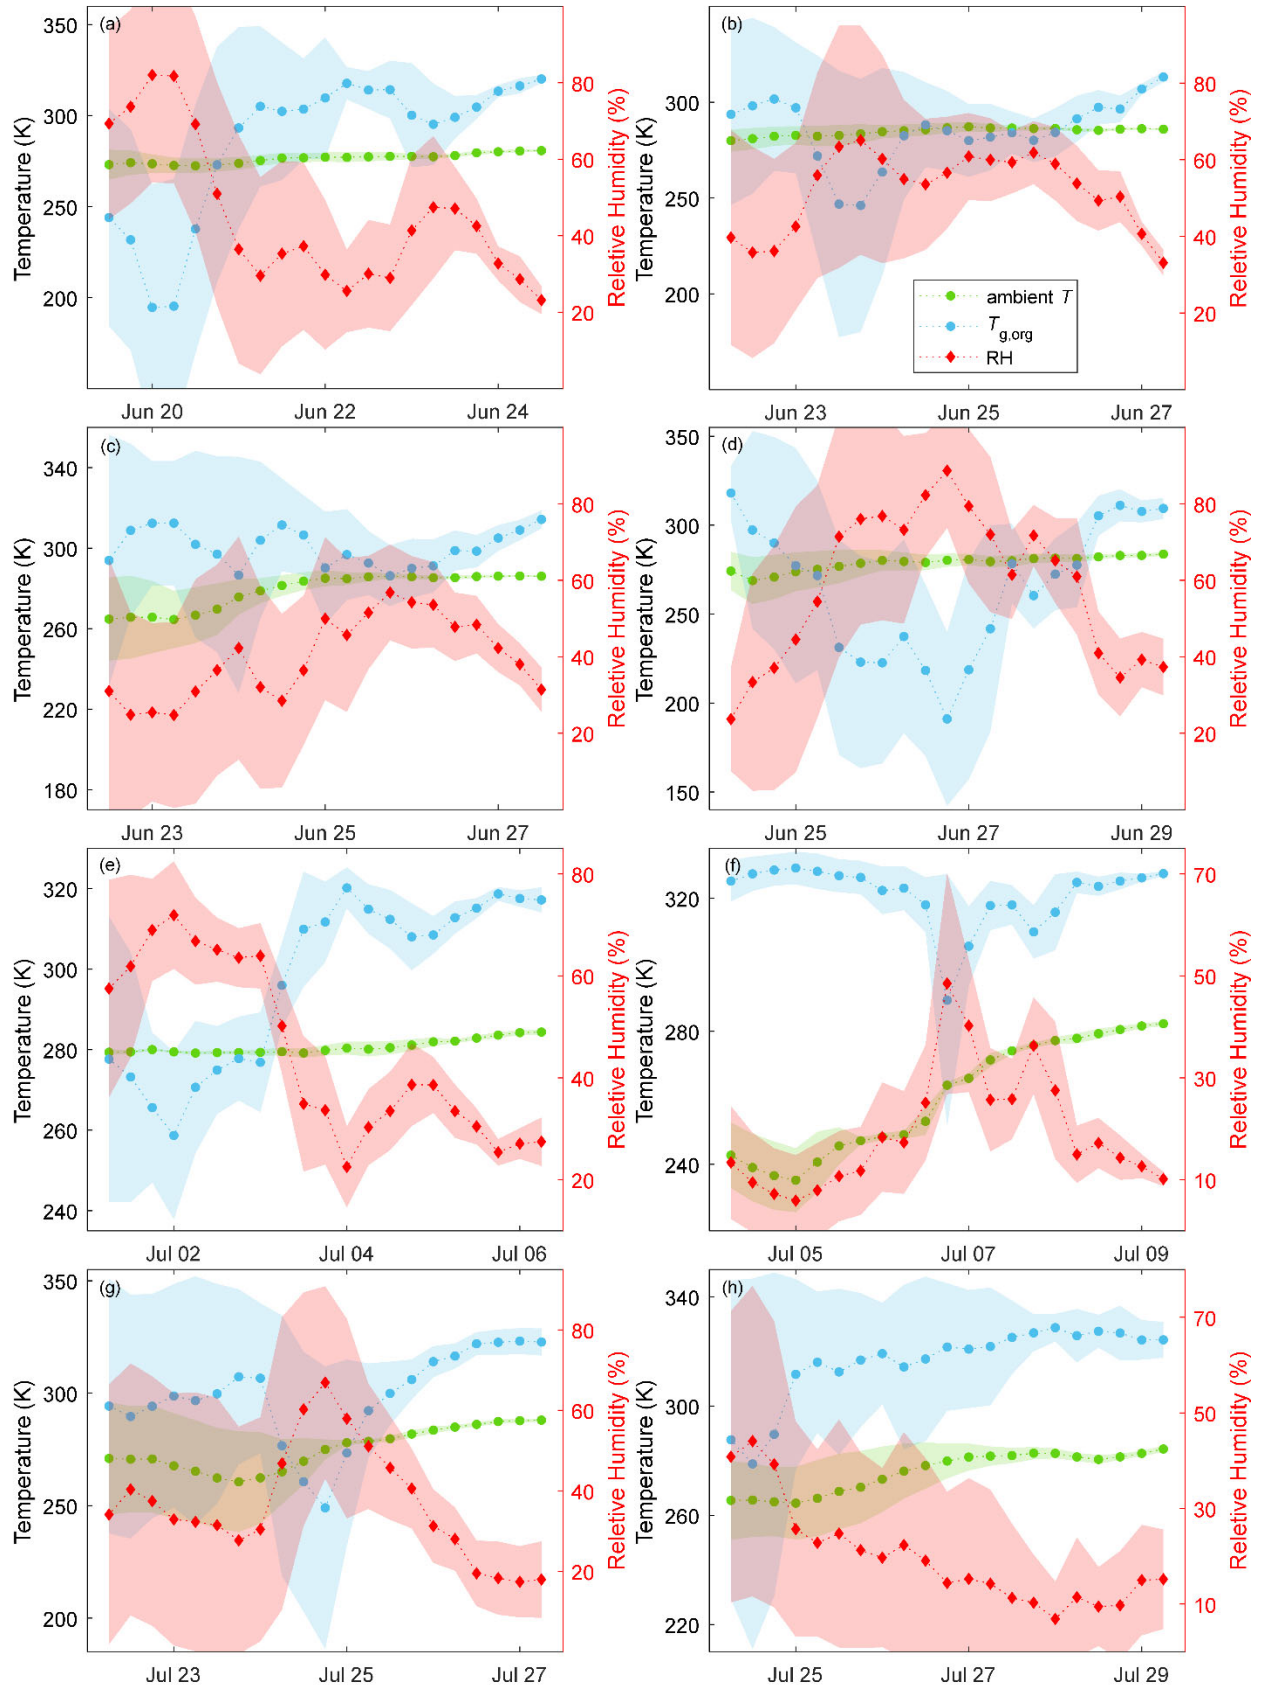 (a)
350
300
250
200
Temperature (K)
80
60
40
20
Reletive Humidity (%)
Jun 20
Jun 22
Jun 24
(b)
300
250
200
Temperature (K)
80
60
40
20
Reletive Humidity (%)
ambient T
Tg,org
RH
Jun 23
Jun 25
Jun 27
(c)
340
300
260
220
180
Temperature (K)
80
60
40
20
Reletive Humidity (%)
Jun 23
Jun 25
Jun 27
(d)
350
300
250
200
150
Temperature (K)
80
60
40
20
Reletive Humidity (%)
Jun 25
Jun 27
Jun 29
(e)
320
300
280
260
240
Temperature (K)
80
60
40
20
Reletive Humidity (%)
Jul 02
Jul 04
Jul 06
(f)
320
280
240
Temperature (K)
70
50
30
10
Reletive Humidity (%)
Jul 05
Jul 07
Jul 09
(g)
350
300
250
200
Temperature (K)
80
60
40
20
Reletive Humidity (%)
Jul 23
Jul 25
Jul 27
(h)
340
300
260
220
Temperature (K)
70
50
30
10
Reletive Humidity (%)
Jul 25
Jul 27
Jul 29